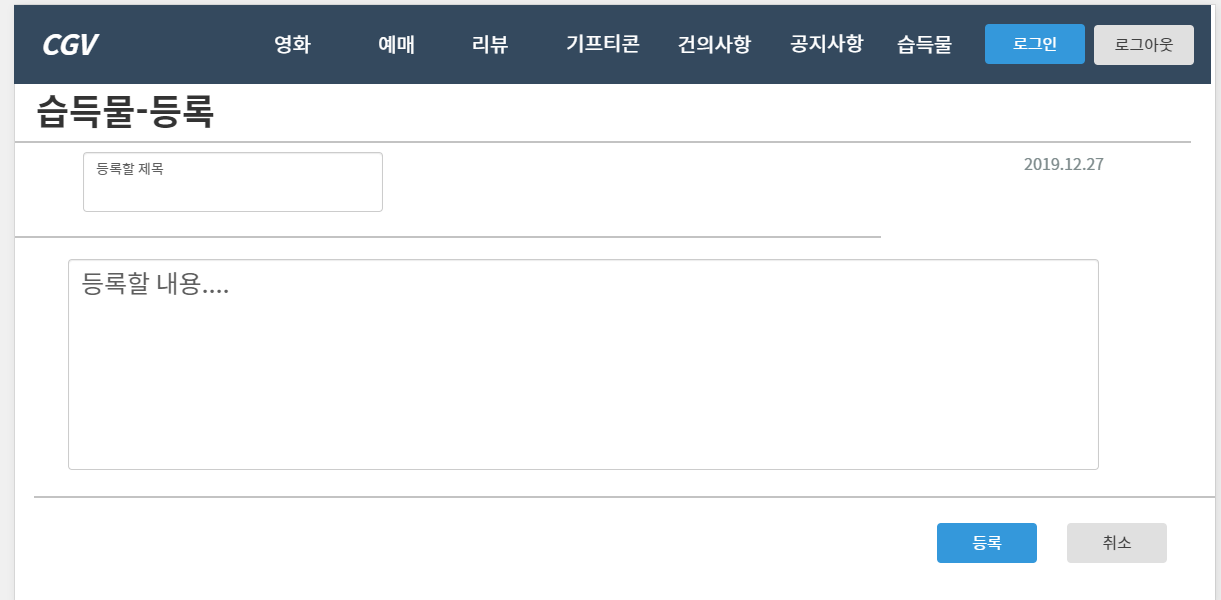 CGV 영화 예매 리뷰 기프티콘 건의사항 공지사항 습득물 로그인 로그아웃
습득물-등록
등록할 제목 2019.12.27
등록할 내용....
등록 취소